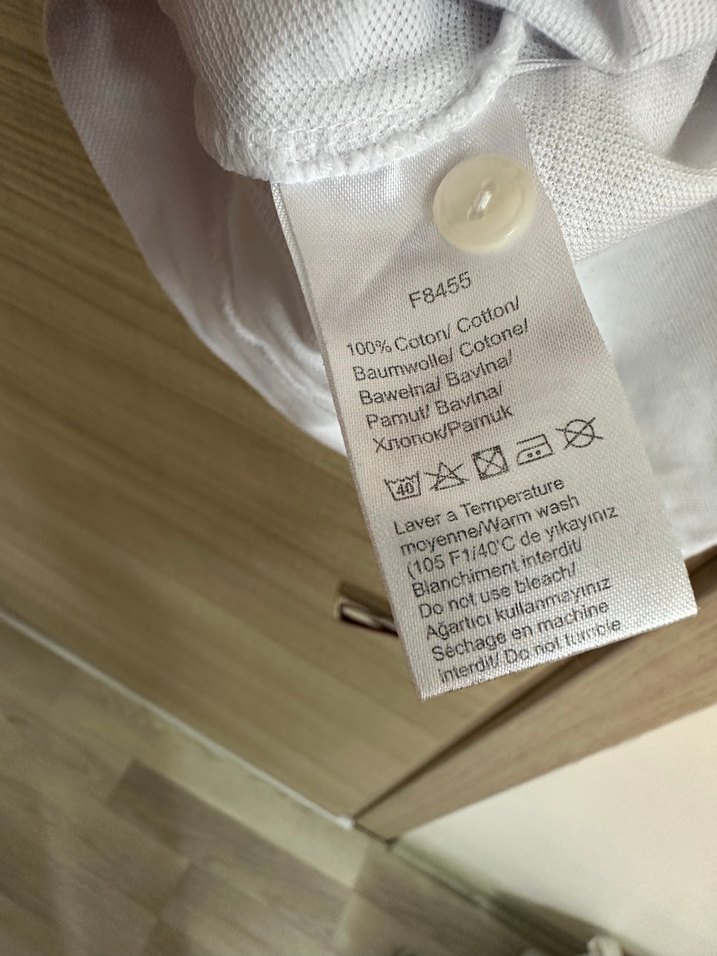 F8455
100% Coton/ Cotton/
Baumwolle/ Cotone/
Bawelna/ Bavlna/
Pamut/ Bavlna/
Хлопок/Pamuk
40
Laver a Temperature
moyenne/Warm wash
(105 F1/40'C de yıkayınız
Blanchiment interdit/
Do not use bleach/
Ağartıcı kullanmayınız
Séchage en machine
interdit/ Do not tumble